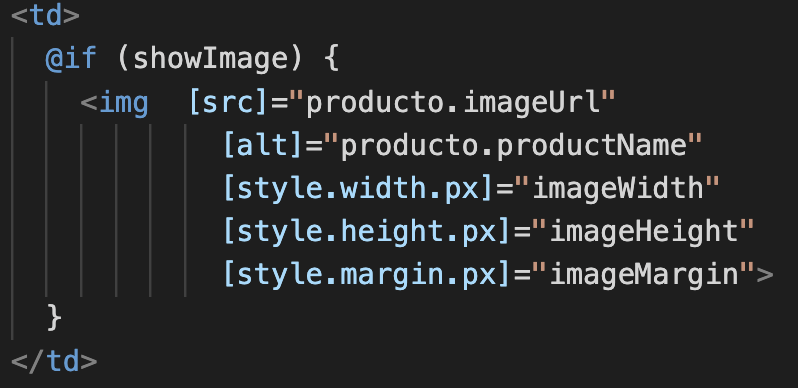 <td>
@if (showImage) {
<img  [src]="producto.imageUrl"
[alt]="producto.productName"
[style.width.px]="imageWidth"
[style.height.px]="imageHeight"
[style.margin.px]="imageMargin">
}
</td>